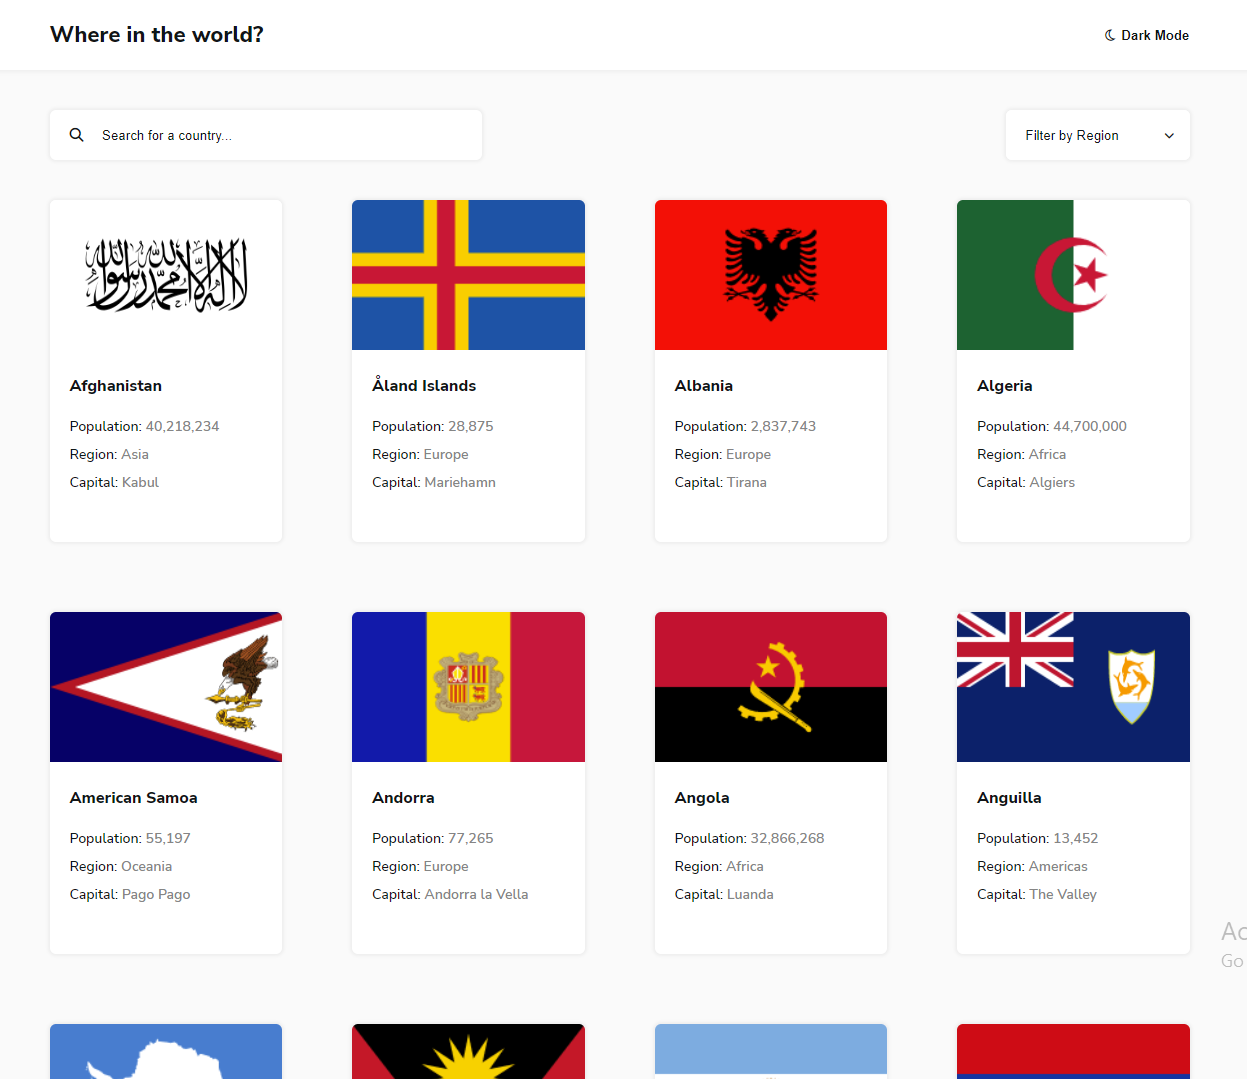 Where in the world?
Dark Mode
Search for a country...
Filter by Region
لا إله إلا الله محمد رسول الله
Afghanistan
Population: 40,218,234
Region: Asia
Capital: Kabul
Åland Islands
Population: 28,875
Region: Europe
Capital: Mariehamn
Albania
Population: 2,837,743
Region: Europe
Capital: Tirana
Algeria
Population: 44,700,000
Region: Africa
Capital: Algiers
American Samoa
Population: 55,197
Region: Oceania
Capital: Pago Pago
Andorra
Population: 77,265
Region: Europe
Capital: Andorra la Vella
Angola
Population: 32,866,268
Region: Africa
Capital: Luanda
Anguilla
Population: 13,452
Region: Americas
Capital: The Valley
Go